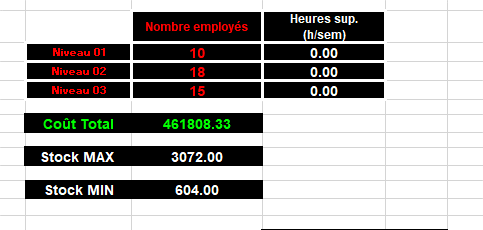 Nombre employés Heures sup.
(h/sem)
Niveau 01 10 0.00
Niveau 02 18 0.00
Niveau 03 15 0.00
Coût Total 461808.33
Stock MAX 3072.00
Stock MIN 604.00